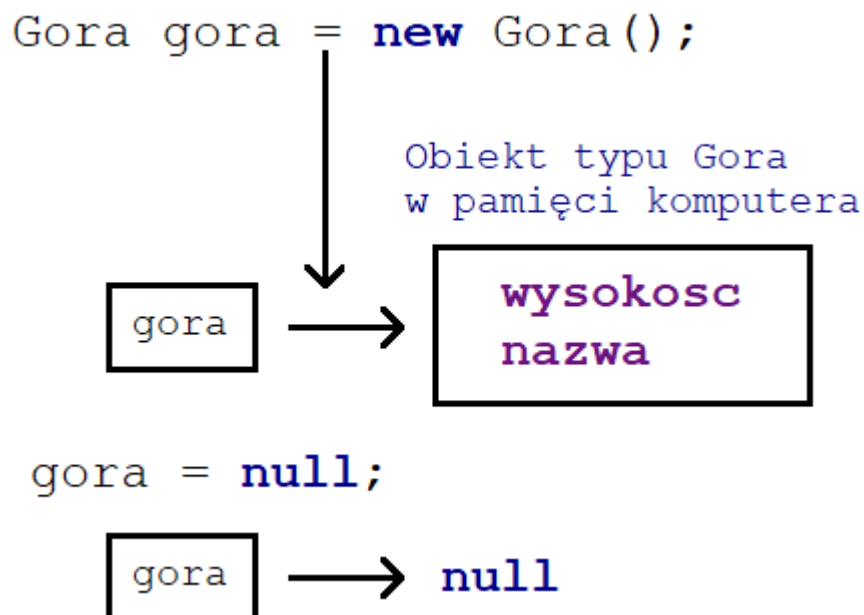 Gora gora = new Gora();
Obiekt typu Gora
w pamięci komputera
gora
wysokosc
nazwa
gora = null;
gora
null